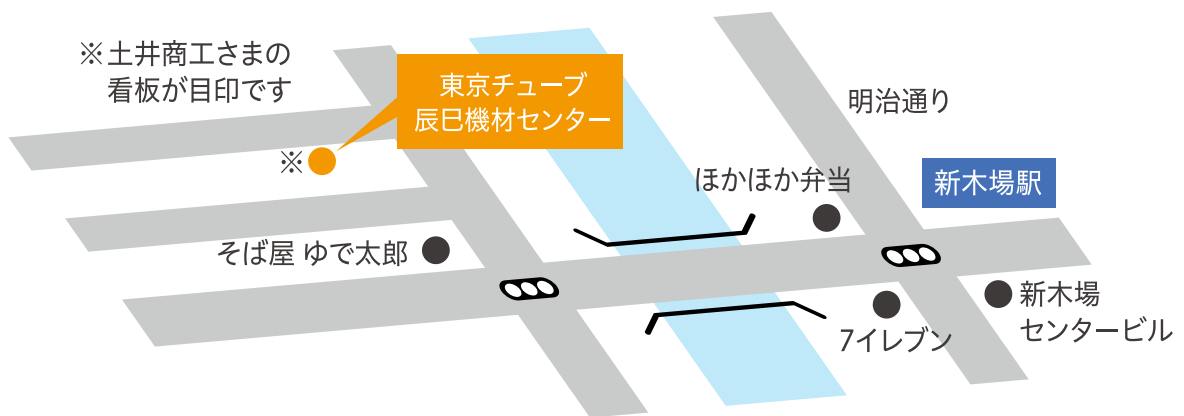 ※土井商工さまの
看板が目印です
東京チューブ
辰巳機材センター
明治通り
※
ほかほか弁当
新木場駅
そば屋 ゆで太郎
新木場
センタービル
7イレブン